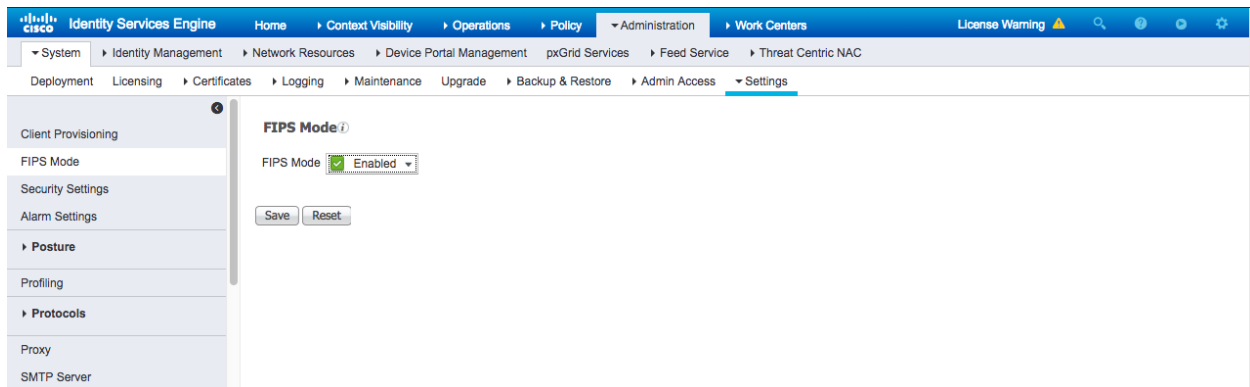 cisco Identity Services Engine Home Context Visibility Operations Policy Administration Work Centers License Warning
System Identity Management Network Resources Device Portal Management pxGrid Services Feed Service Threat Centric NAC
Deployment Licensing Certificates Logging Maintenance Upgrade Backup & Restore Admin Access Settings
Client Provisioning
FIPS Mode
Security Settings
Alarm Settings
Posture
Profiling
Protocols
Proxy
SMTP Server
FIPS Mode
FIPS Mode Enabled
Save Reset